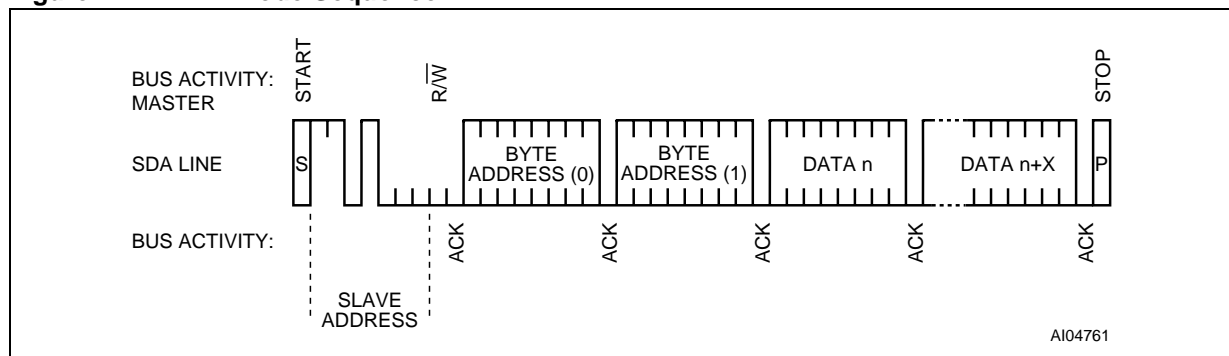 START
R/W
STOP
BUS ACTIVITY:
MASTER
SDA LINE
S
BYTE
ADDRESS (0)
BYTE
ADDRESS (1)
DATA n
DATA n+X
P
BUS ACTIVITY:
ACK
ACK
ACK
ACK
ACK
SLAVE
ADDRESS
AI04761